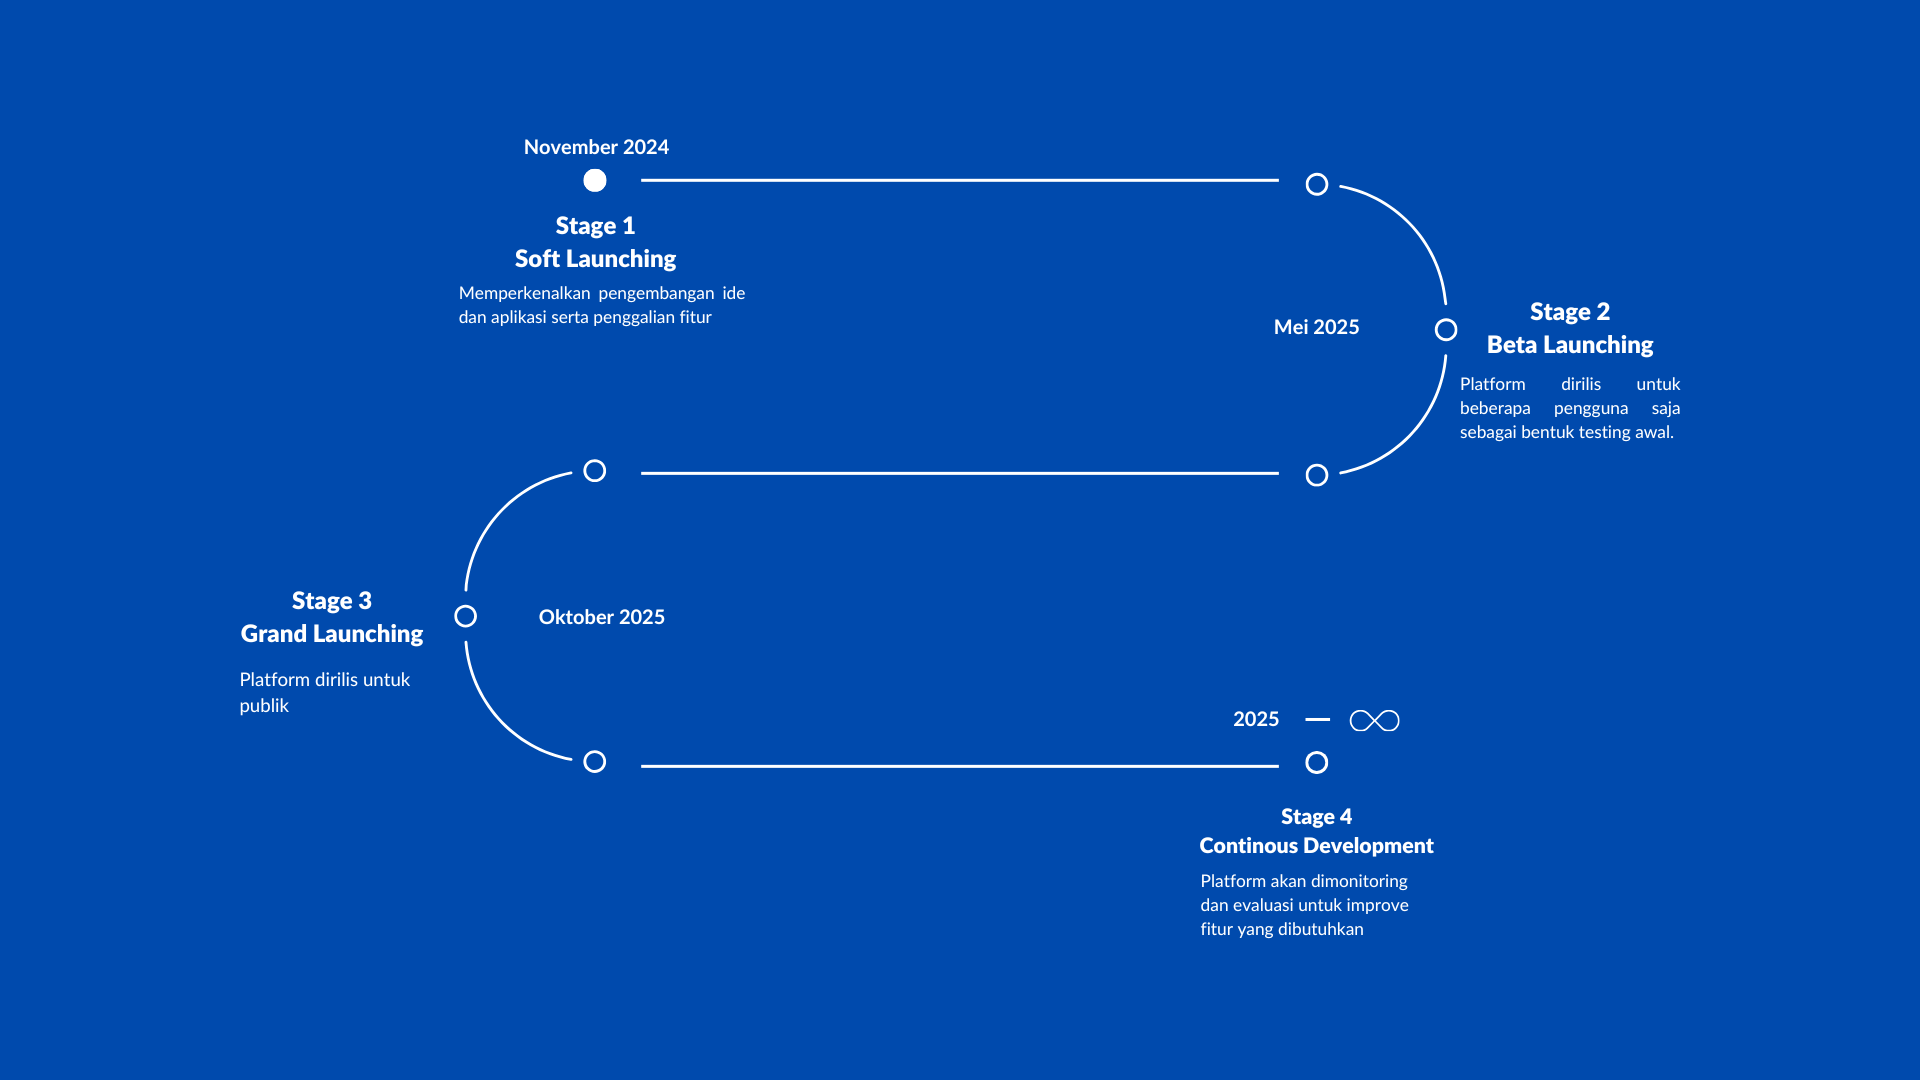 November 2024
Stage 1
Soft Launching
Memperkenalkan pengembangan ide
dan aplikasi serta penggalian fitur
Mei 2025
Stage 2
Beta Launching
Platform dirilis untuk
beberapa pengguna saja
sebagai bentuk testing awal.
Stage 3
Grand Launching
Platform dirilis untuk
publik
Oktober 2025
2025 — ∞
Stage 4
Continous Development
Platform akan dimonitoring
dan evaluasi untuk improve
fitur yang dibutuhkan